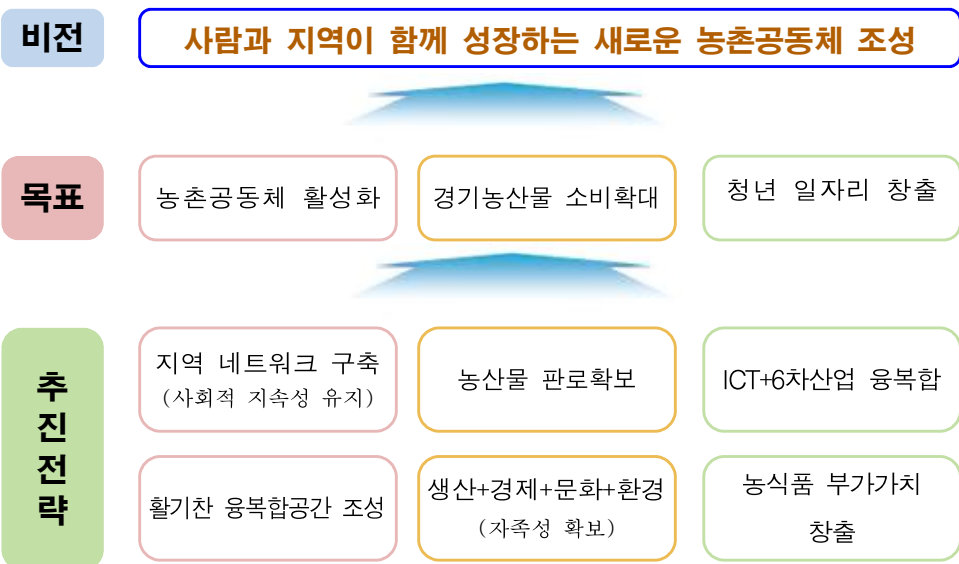 비전
사람과 지역이 함께 성장하는 새로운 농촌공동체 조성
목표
농촌공동체 활성화
경기농산물 소비확대
청년 일자리 창출
추진전략
지역 네트워크 구축
(사회적 지속성 유지)
농산물 판로확보
ICT+6차산업 융복합
활기찬 융복합공간 조성
생산+경제+문화+환경
(자족성 확보)
농식품 부가가치
창출